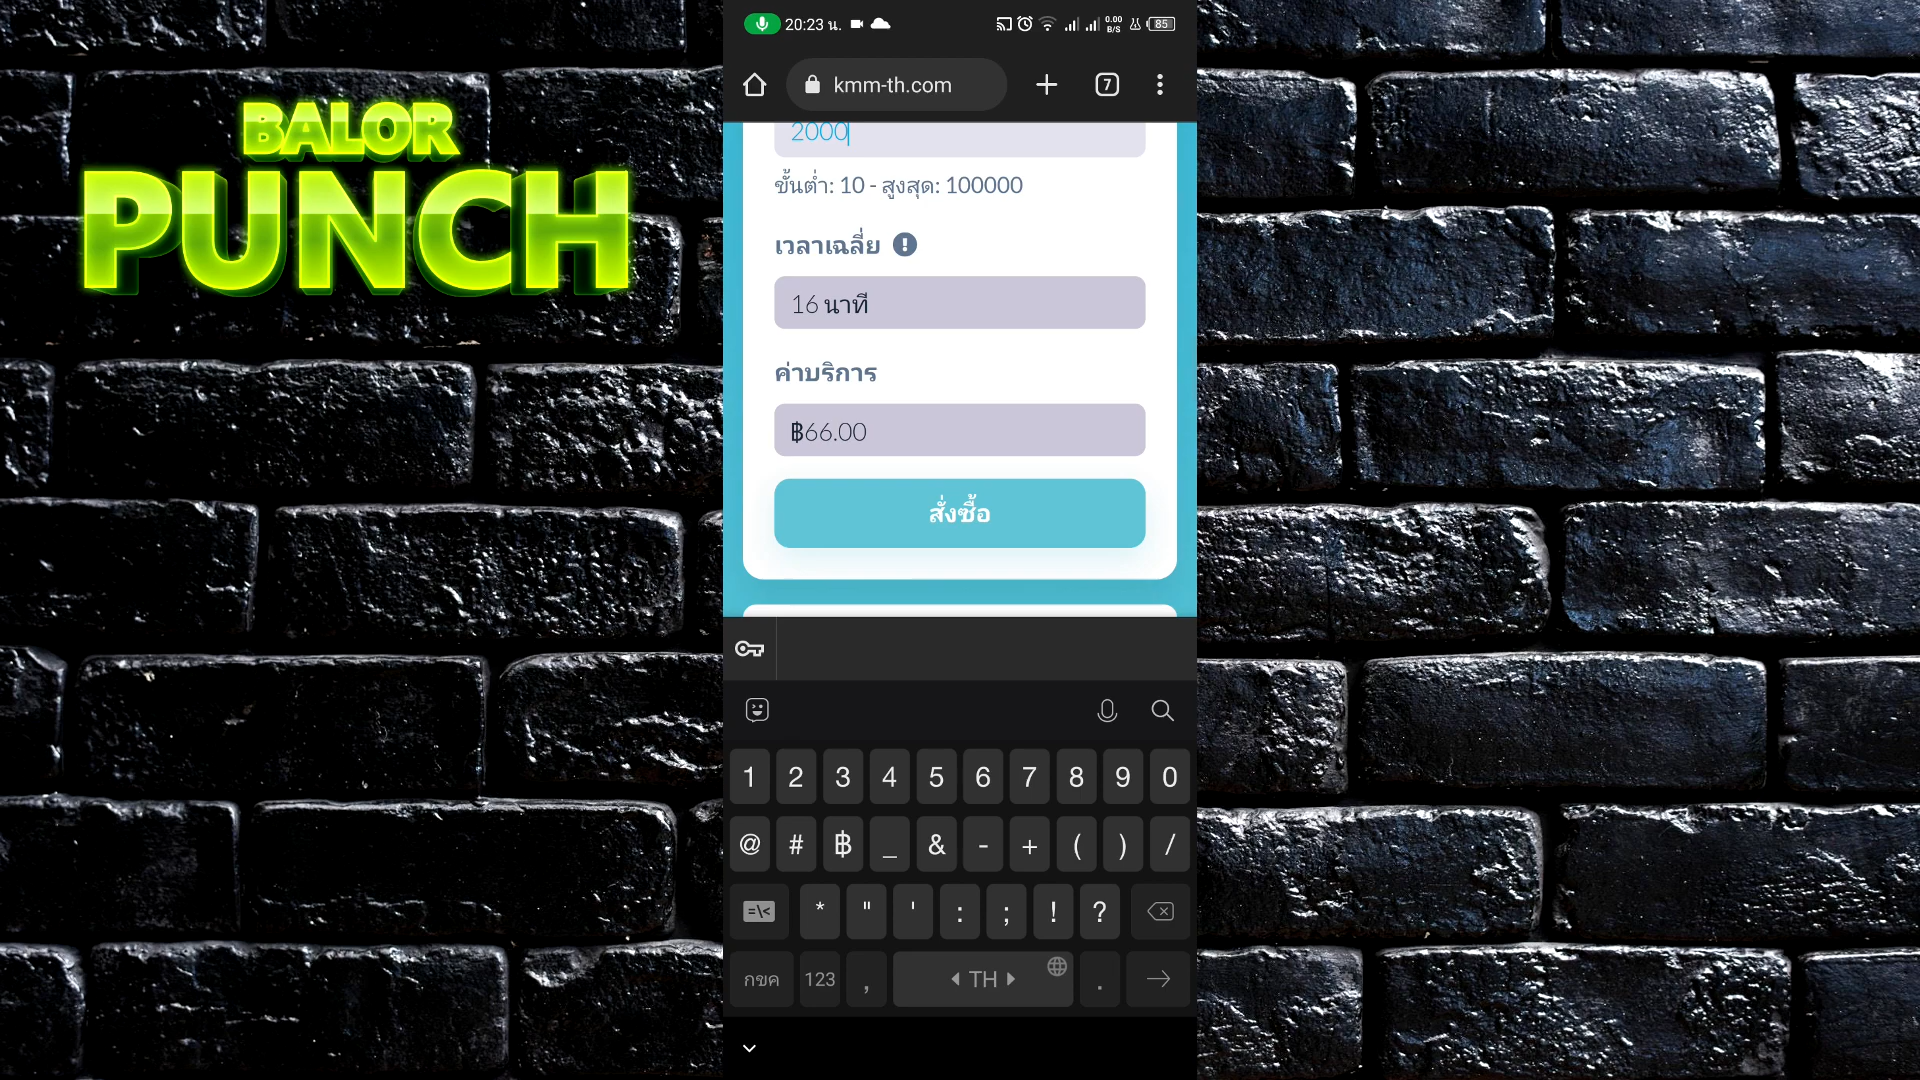 BALOR
PUNCH
20:23 น.
0.00
B/S
85
kmm-th.com
7
2000
ขั้นต่ำ: 10 - สูงสุด: 100000
เวลาเฉลี่ย
16 นาที
ค่าบริการ
฿66.00
สั่งซื้อ
1 2 3 4 5 6 7 8 9 0
@ # ฿ _ & - + ( ) /
=\< * " ' : ; ! ?
กขค 123 , TH .